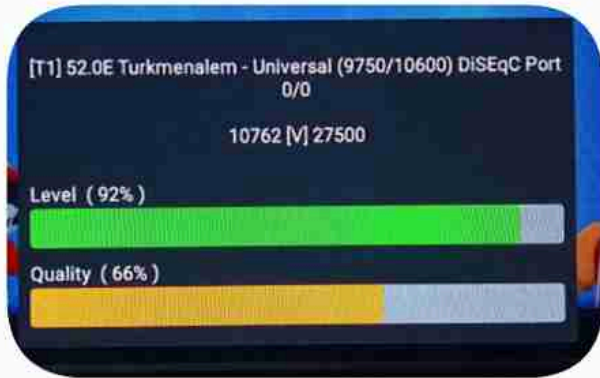 [T1] 52.0E Turkmenalem - Universal (9750/10600) DiSEqC Port
0/0
10762 [V] 27500
Level ( 92% )
Quality ( 66% )